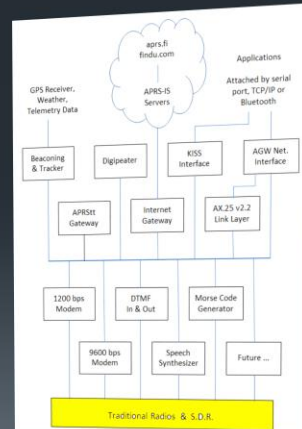 aprs.fi
findu.com
APRS-IS
Servers
Applications
Attached by serial
port, TCP/IP or
Bluetooth
GPS Receiver,
Weather,
Telemetry Data
Beaconing
& Tracker
Digipeater
KISS
Interface
AGW Net.
Interface
APRStt
Gateway
Internet
Gateway
AX.25 v2.2
Link Layer
1200 bps
Modem
DTMF
In & Out
Morse Code
Generator
9600 bps
Modem
Speech
Synthesizer
Future ...
Traditional Radios & S.D.R.